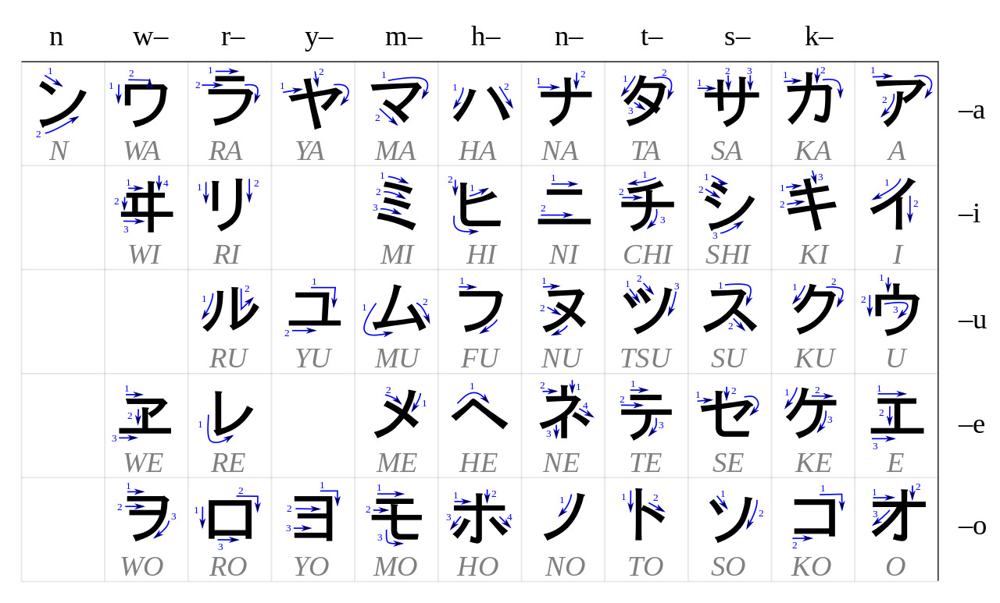 n w– r– y– m– h– n– t– s– k–
ン ワ ラ ヤ マ ハ ナ タ サ カ ア –a
N WA RA YA MA HA NA TA SA KA A
ヰ リ ミ ヒ ニ チ シ キ イ –i
WI RI MI HI NI CHI SHI KI I
ル ユ ム フ ヌ ツ ス ク ウ –u
RU YU MU FU NU TSU SU KU U
ヱ レ メ ヘ ネ テ セ ケ エ –e
WE RE ME HE NE TE SE KE E
ヲ ロ ヨ モ ホ ノ ト ソ コ オ –o
WO RO YO MO HO NO TO SO KO O